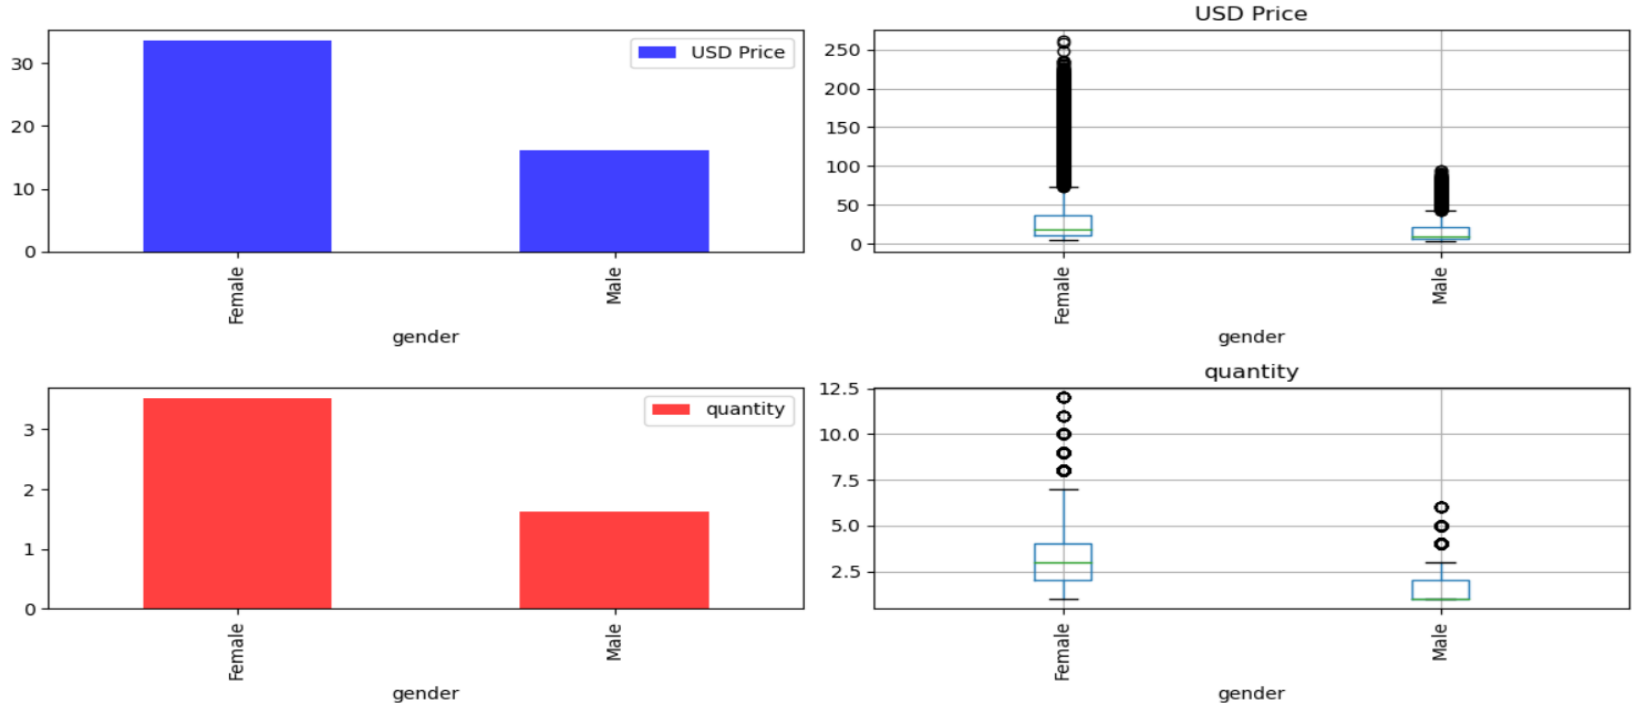 USD Price
30
20
10
0
Female
Male
gender
USD Price
250
200
150
100
50
0
Female
Male
gender
quantity
3
2
1
0
Female
Male
gender
quantity
12.5
10.0
7.5
5.0
2.5
Female
Male
gender